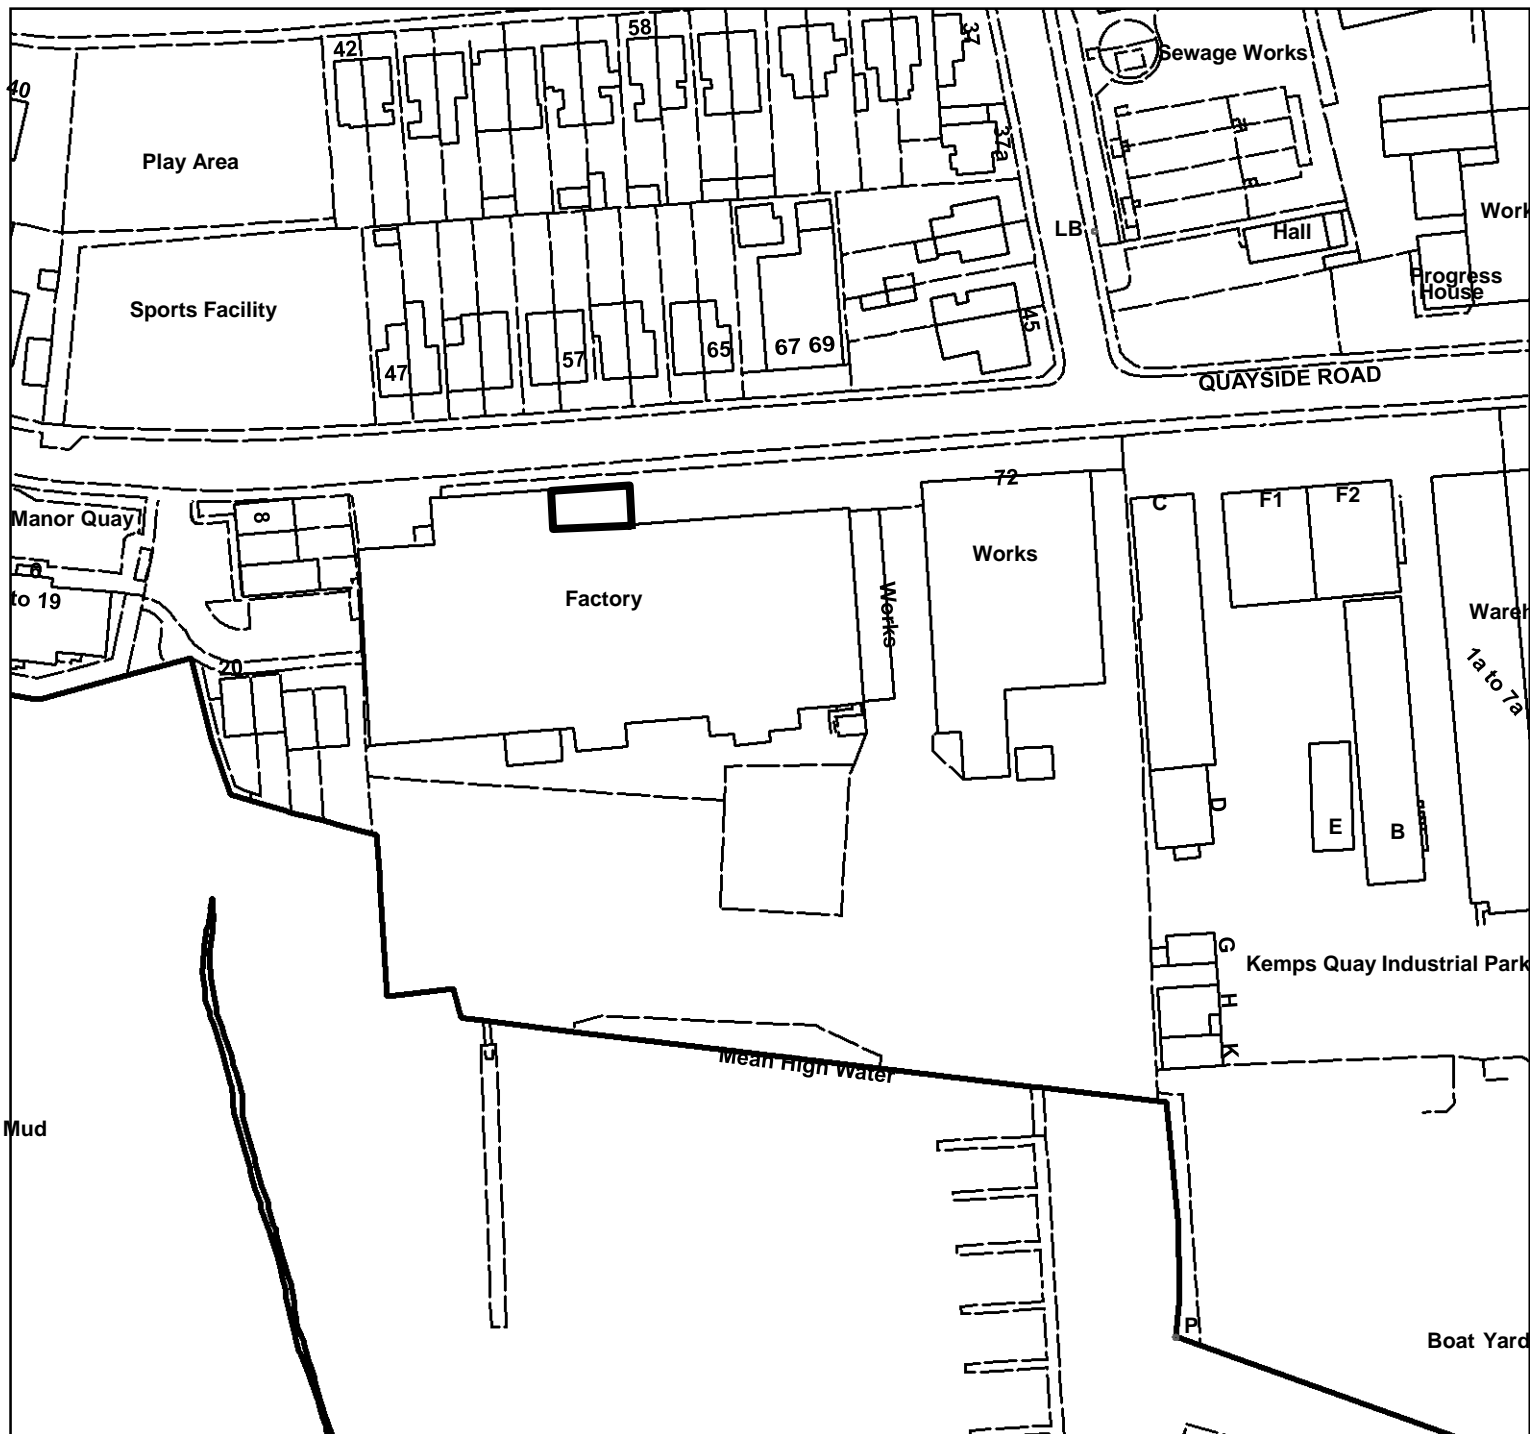 58
42
37
Sewage Works
40
37a
Play Area
Work
LB
Hall
Progress
House
Sports Facility
45
67 69
65
57
47
QUAYSIDE ROAD
72
C
F1
F2
8
Manor Quay
Works
6
to 19
Factory
Works
Wareh
20
1a to 7a
D
E
B
G
Kemps Quay Industrial Park
H
K
Mean High Water
Mud
P
Boat Yard